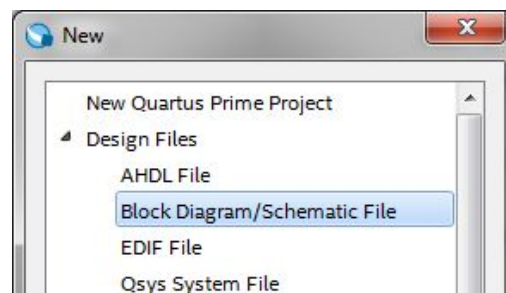 New
New Quartus Prime Project
Design Files
AHDL File
Block Diagram/Schematic File
EDIF File
Qsys System File